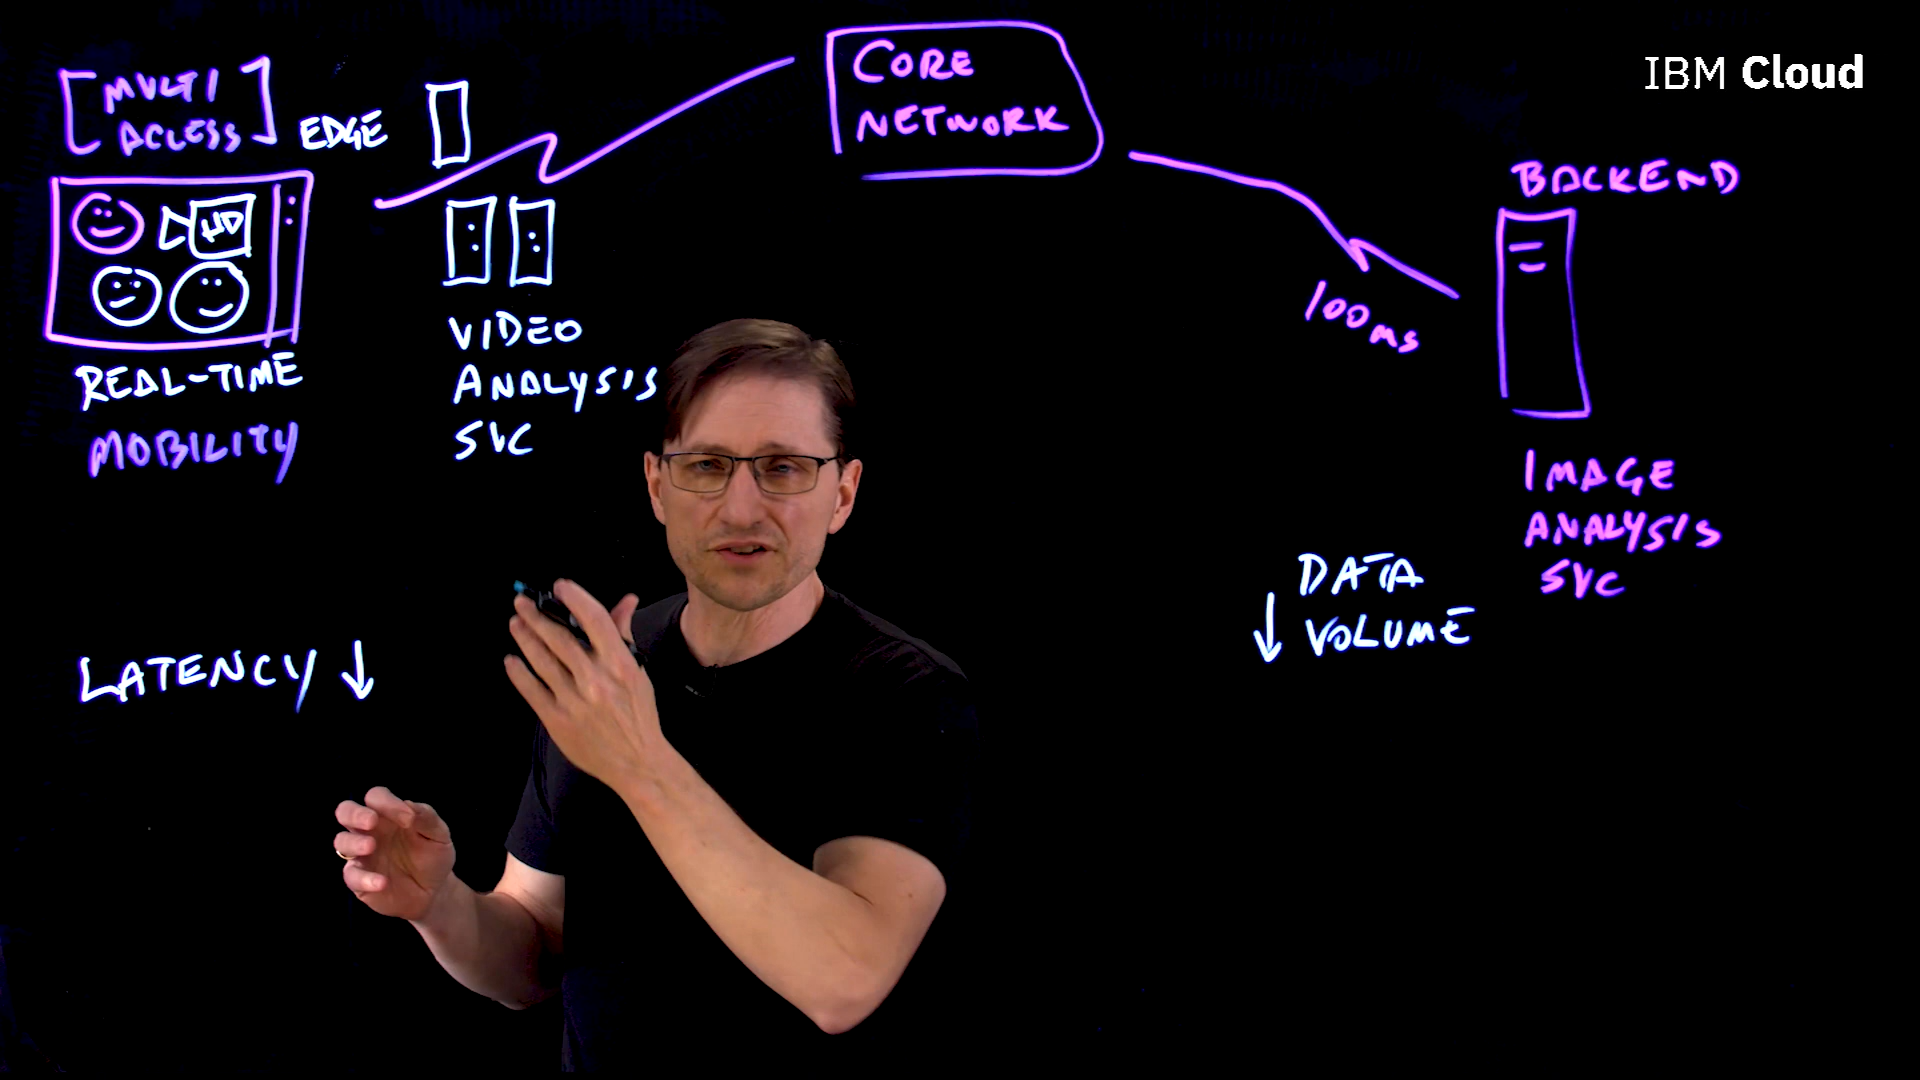 IBM Cloud
[MULTI
ACCESS]
EDGE
HD
REAL-TIME
MOBILITY
VIDEO
ANALYSIS
SVC
CORE
NETWORK
100ms
BACKEND
IMAGE
ANALYSIS
SVC
LATENCY ↓
↓ DATA
VOLUME